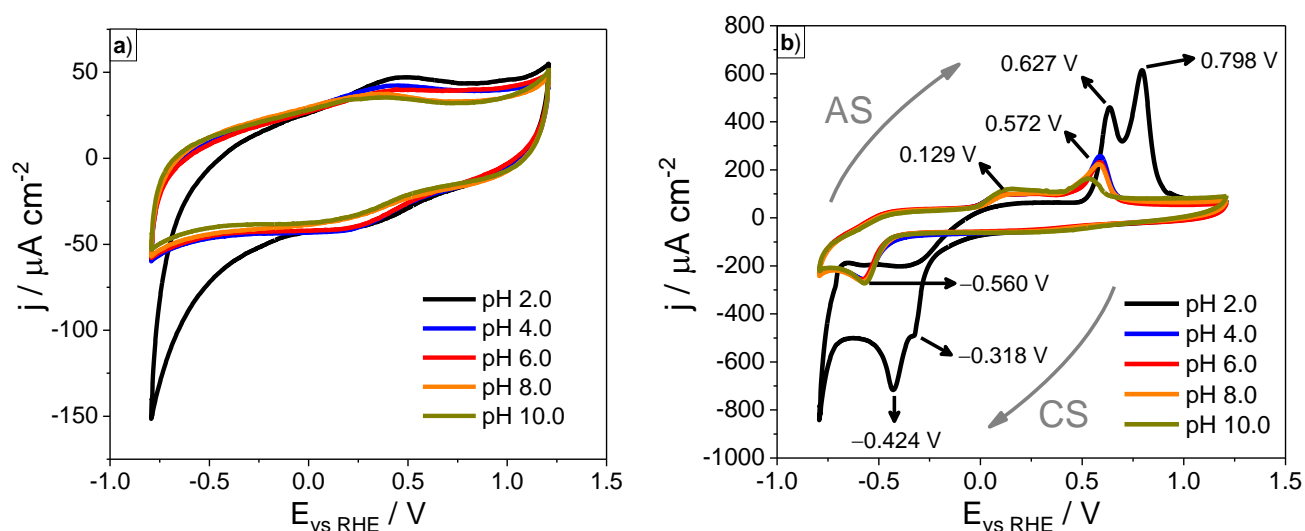 a)
50
0
-50
-100
-150
j / μA cm-2
-1.0
-0.5
0.0
0.5
1.0
1.5
E vs RHE / V
pH 2.0
pH 4.0
pH 6.0
pH 8.0
pH 10.0
b)
800
600
400
200
0
-200
-400
-600
-800
-1000
j / μA cm-2
-1.0
-0.5
0.0
0.5
1.0
1.5
E vs RHE / V
AS
0.627 V
0.798 V
0.572 V
0.129 V
−0.560 V
−0.318 V
−0.424 V
CS
pH 2.0
pH 4.0
pH 6.0
pH 8.0
pH 10.0